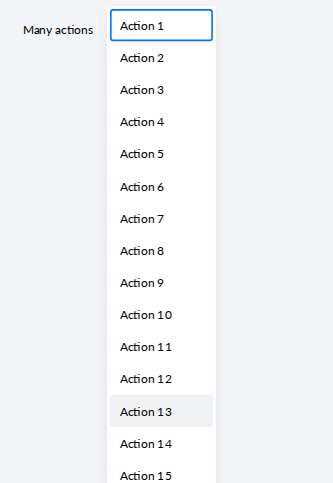 Many actions
Action 1
Action 2
Action 3
Action 4
Action 5
Action 6
Action 7
Action 8
Action 9
Action 10
Action 11
Action 12
Action 13
Action 14
Action 15